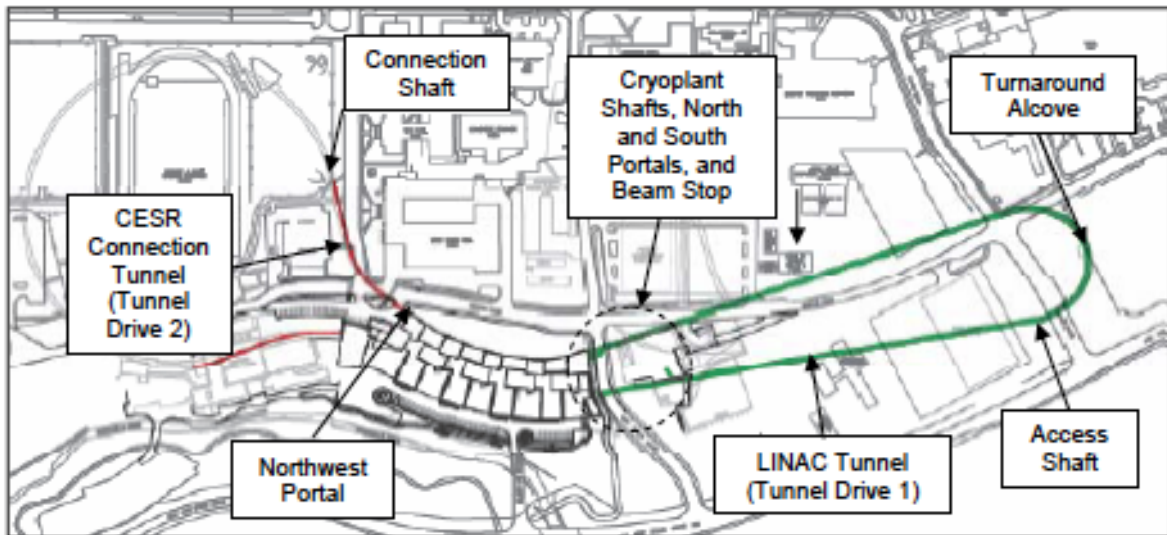 Connection
Shaft
Cryoplant
Shafts, North
and South
Portals, and
Beam Stop
Turnaround
Alcove
CESR
Connection
Tunnel
(Tunnel
Drive 2)
Northwest
Portal
LINAC Tunnel
(Tunnel Drive 1)
Access
Shaft